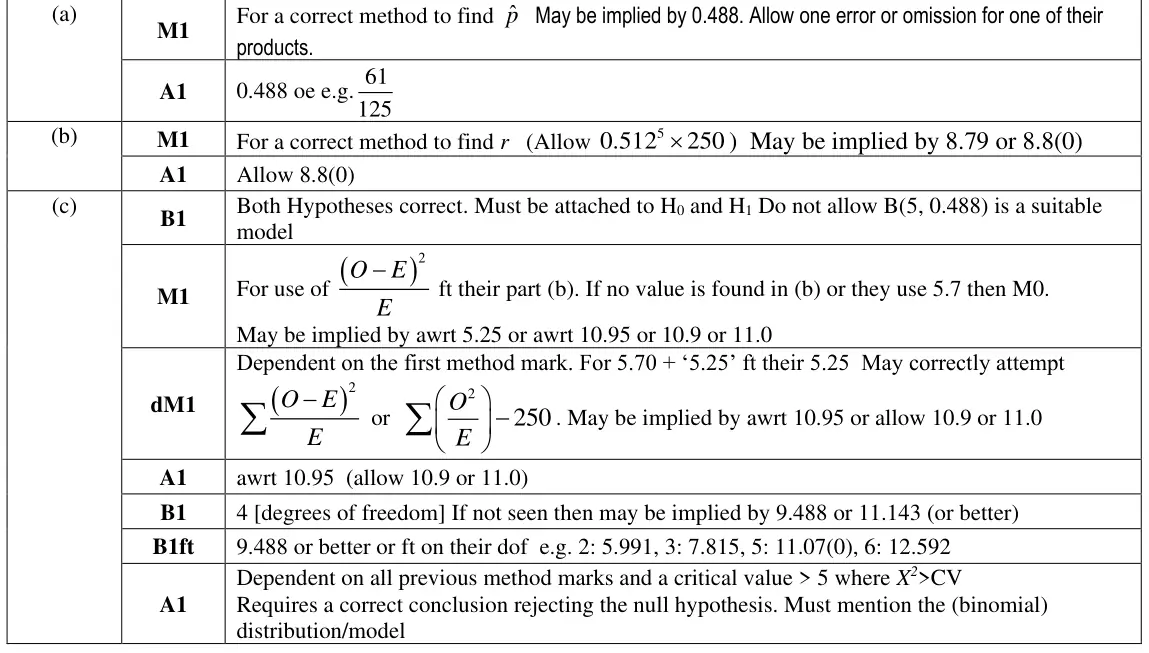 (a)
M1
For a correct method to find p̂ May be implied by 0.488. Allow one error or omission for one of their
products.
A1
0.488 oe e.g. 61/125
(b)
M1
For a correct method to find r (Allow 0.512⁵ × 250 ) May be implied by 8.79 or 8.8(0)
A1
Allow 8.8(0)
(c)
B1
Both Hypotheses correct. Must be attached to H₀ and H₁ Do not allow B(5, 0.488) is a suitable
model
M1
For use of (O – E)²/E ft their part (b). If no value is found in (b) or they use 5.7 then M0.
May be implied by awrt 5.25 or awrt 10.95 or 10.9 or 11.0
dM1
Dependent on the first method mark. For 5.70 + ‘5.25’ ft their 5.25 May correctly attempt
∑(O – E)²/E or ∑(O²/E) – 250. May be implied by awrt 10.95 or allow 10.9 or 11.0
A1
awrt 10.95 (allow 10.9 or 11.0)
B1
4 [degrees of freedom] If not seen then may be implied by 9.488 or 11.143 (or better)
B1ft
9.488 or better or ft on their dof e.g. 2: 5.991, 3: 7.815, 5: 11.07(0), 6: 12.592
A1
Dependent on all previous method marks and a critical value > 5 where X²>CV
Requires a correct conclusion rejecting the null hypothesis. Must mention the (binomial)
distribution/model